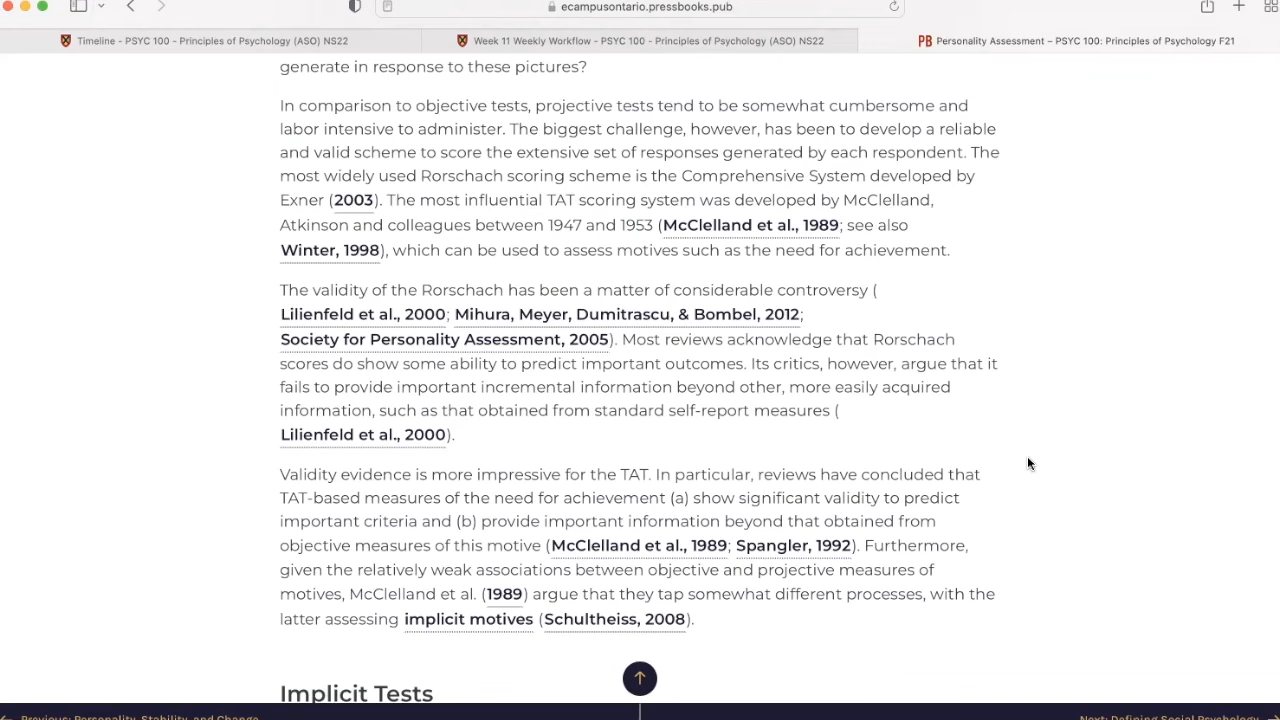 ecampusontario.pressbooks.pub
Timeline - PSYC 100 - Principles of Psychology (ASO) NS22
Week 11 Weekly Workflow - PSYC 100 - Principles of Psychology (ASO) NS22
PB Personality Assessment – PSYC 100: Principles of Psychology F21
generate in response to these pictures?
In comparison to objective tests, projective tests tend to be somewhat cumbersome and
labor intensive to administer. The biggest challenge, however, has been to develop a reliable
and valid scheme to score the extensive set of responses generated by each respondent. The
most widely used Rorschach scoring scheme is the Comprehensive System developed by
Exner (2003). The most influential TAT scoring system was developed by McClelland,
Atkinson and colleagues between 1947 and 1953 (McClelland et al., 1989; see also
Winter, 1998), which can be used to assess motives such as the need for achievement.
The validity of the Rorschach has been a matter of considerable controversy (
Lilienfeld et al., 2000; Mihura, Meyer, Dumitrascu, & Bombel, 2012;
Society for Personality Assessment, 2005). Most reviews acknowledge that Rorschach
scores do show some ability to predict important outcomes. Its critics, however, argue that it
fails to provide important incremental information beyond other, more easily acquired
information, such as that obtained from standard self-report measures (
Lilienfeld et al., 2000).
Validity evidence is more impressive for the TAT. In particular, reviews have concluded that
TAT-based measures of the need for achievement (a) show significant validity to predict
important criteria and (b) provide important information beyond that obtained from
objective measures of this motive (McClelland et al., 1989; Spangler, 1992). Furthermore,
given the relatively weak associations between objective and projective measures of
motives, McClelland et al. (1989) argue that they tap somewhat different processes, with the
latter assessing implicit motives (Schultheiss, 2008).
Implicit Tests
← Previous: Personality, Stability, and Change
Next: Defining Social Psychology →